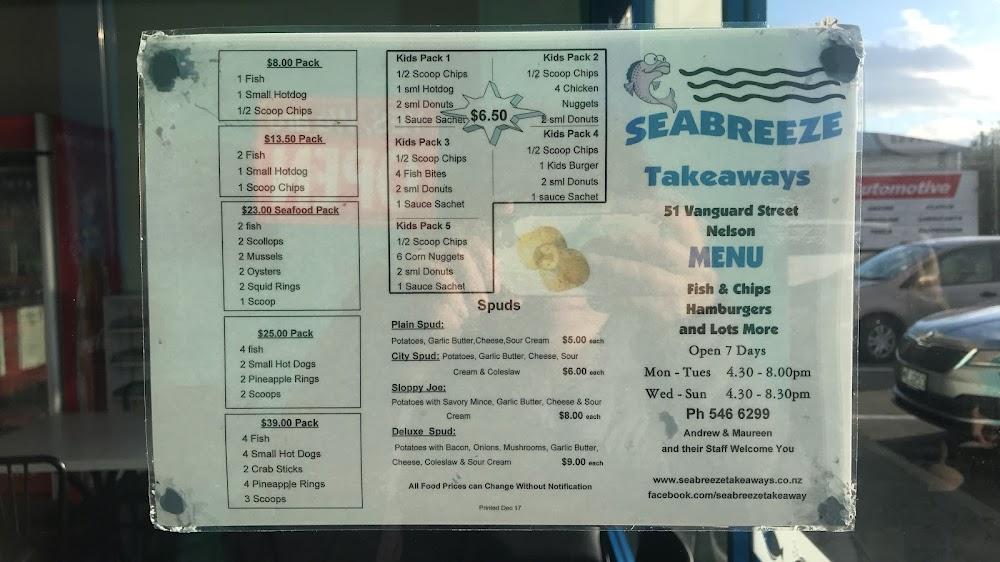 $8.00 Pack
1 Fish
1 Small Hotdog
1/2 Scoop Chips
$13.50 Pack
2 Fish
1 Small Hotdog
1 Scoop Chips
$23.00 Seafood Pack
2 fish
2 Scollops
2 Mussels
2 Oysters
2 Squid Rings
1 Scoop
$25.00 Pack
4 fish
2 Small Hot Dogs
2 Pineapple Rings
2 Scoops
$39.00 Pack
4 Fish
4 Small Hot Dogs
2 Crab Sticks
4 Pineapple Rings
3 Scoops
Kids Pack 1
1/2 Scoop Chips
1 sml Hotdog
2 sml Donuts
1 Sauce Sachet
Kids Pack 2
1/2 Scoop Chips
4 Chicken
Nuggets
2 sml Donuts
$6.50
Kids Pack 3
1/2 Scoop Chips
4 Fish Bites
2 sml Donuts
1 Sauce Sachet
Kids Pack 4
1/2 Scoop Chips
1 Kids Burger
2 sml Donuts
1 sauce Sachet
Kids Pack 5
1/2 Scoop Chips
6 Corn Nuggets
2 sml Donuts
1 Sauce Sachet
Spuds
Plain Spud:
Potatoes, Garlic Butter,Cheese,Sour Cream $5.00 each
City Spud: Potatoes, Garlic Butter, Cheese, Sour
Cream & Coleslaw $6.00 each
Sloppy Joe:
Potatoes with Savory Mince, Garlic Butter, Cheese & Sour
Cream $8.00 each
Deluxe Spud:
Potatoes with Bacon, Onions, Mushrooms, Garlic Butter,
Cheese, Coleslaw & Sour Cream $9.00 each
All Food Prices can Change Without Notification
Printed Dec 17
SEABREEZE
Takeaways
51 Vanguard Street
Nelson
MENU
Fish & Chips
Hamburgers
and Lots More
Open 7 Days
Mon - Tues 4.30 - 8.00pm
Wed - Sun 4.30 - 8.30pm
Ph 546 6299
Andrew & Maureen
and their Staff Welcome You
www.seabreezetakeaways.co.nz
facebook.com/seabreezetakeaway
automotive